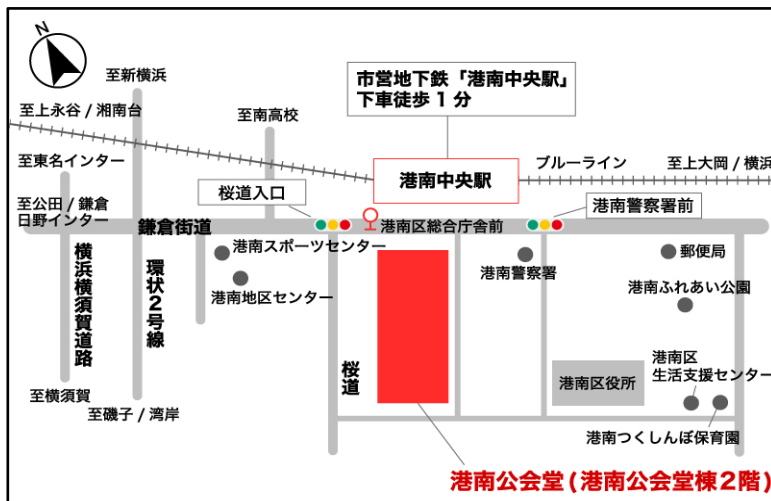 N
至新横浜
市営地下鉄「港南中央駅」
下車徒歩1分
至上永谷/湘南台
至南高校
至東名インター
桜道入口
港南中央駅
ブルーライン
至上大岡/横浜
至公田/鎌倉
日野インター
鎌倉街道
港南区総合庁舎前
港南警察署前
港南スポーツセンター
港南地区センター
港南警察署
郵便局
港南ふれあい公園
横浜横須賀道路
環状2号線
桜道
港南区役所
港南区
生活支援センター
至横須賀
至磯子/湾岸
港南つくしんぼ保育園
港南公会堂(港南公会堂棟2階)